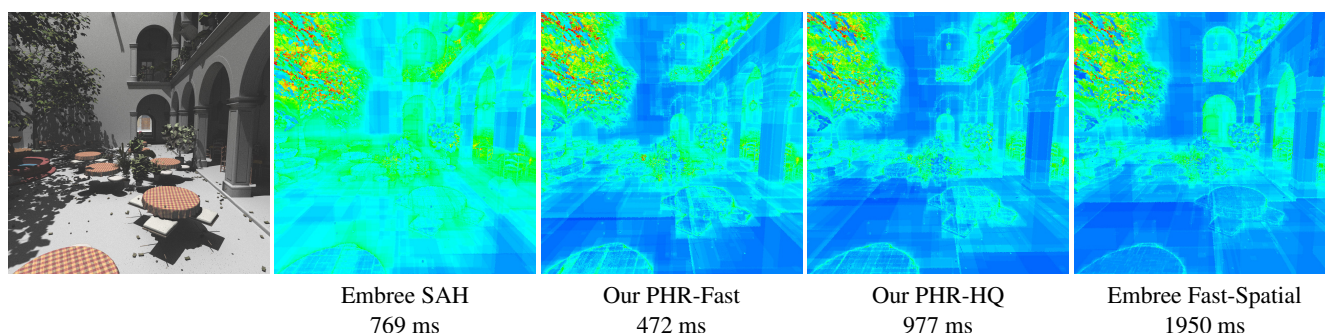 Embree SAH
769 ms
Our PHR-Fast
472 ms
Our PHR-HQ
977 ms
Embree Fast-Spatial
1950 ms